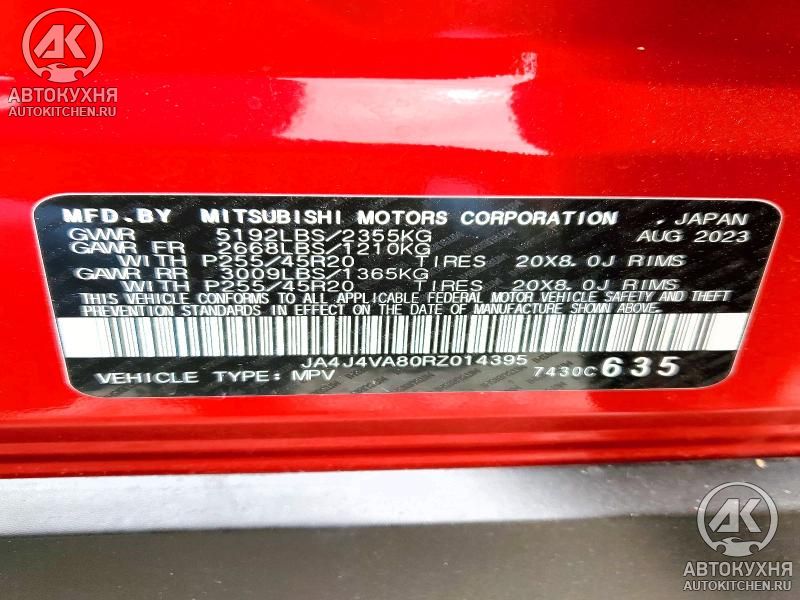 АК
АВТОКУХНЯ
AUTOKITCHEN.RU
MFD.BY MITSUBISHI MOTORS CORPORATION , JAPAN
GVWR 5192LBS/2355KG AUG 2023
GAWR FR 2668LBS/1210KG
WITH P255/45R20 TIRES 20X8.0J RIMS
GAWR RR 3009LBS/1365KG
WITH P255/45R20 TIRES 20X8.0J RIMS
THIS VEHICLE CONFORMS TO ALL APPLICABLE FEDERAL MOTOR VEHICLE SAFETY AND THEFT
PREVENTION STANDARDS IN EFFECT ON THE DATE OF MANUFACTURE SHOWN ABOVE.
JA4J4VA80RZ014395
VEHICLE TYPE: MPV 7430C 635
АК
АВТОКУХНЯ
AUTOKITCHEN.RU